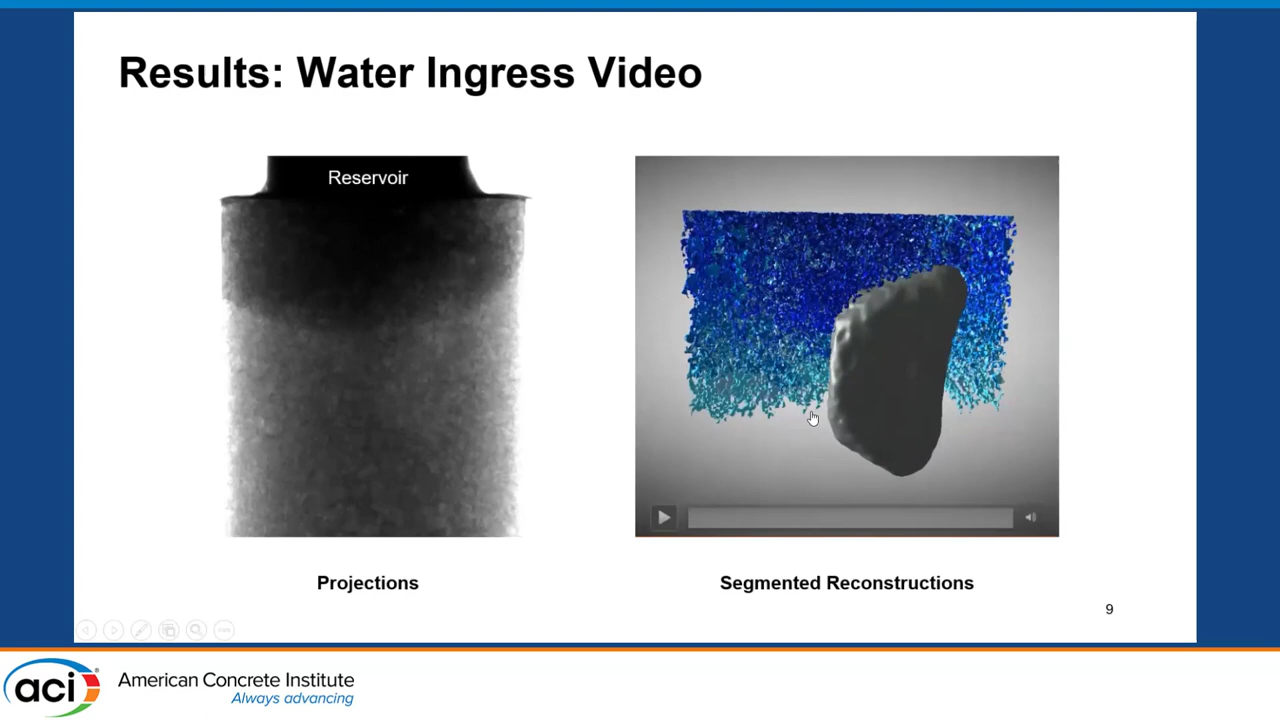 Results: Water Ingress Video
Reservoir
Projections
Segmented Reconstructions
9
aci
®
American Concrete Institute
Always advancing